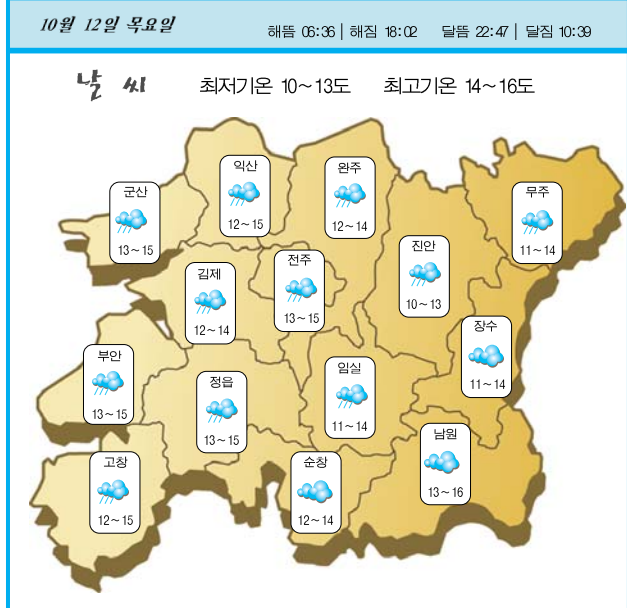 10월 12일 목요일
해뜸 06:36 | 해짐 18:02 달뜸 22:47 | 달짐 10:39
날 씨 최저기온 10~13도 최고기온 14~16도
군산
13~15
익산
12~15
완주
12~14
무주
11~14
김제
12~14
전주
13~15
진안
10~13
장수
11~14
부안
13~15
정읍
13~15
임실
11~14
남원
13~16
고창
12~15
순창
12~14